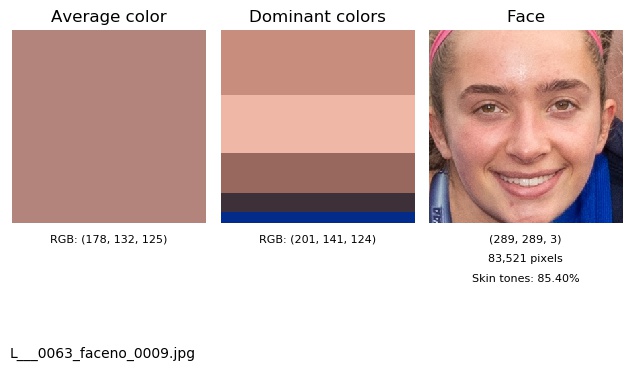 Average color
Dominant colors
Face
RGB: (178, 132, 125)
RGB: (201, 141, 124)
(289, 289, 3)
83,521 pixels
Skin tones: 85.40%
L___0063_faceno_0009.jpg